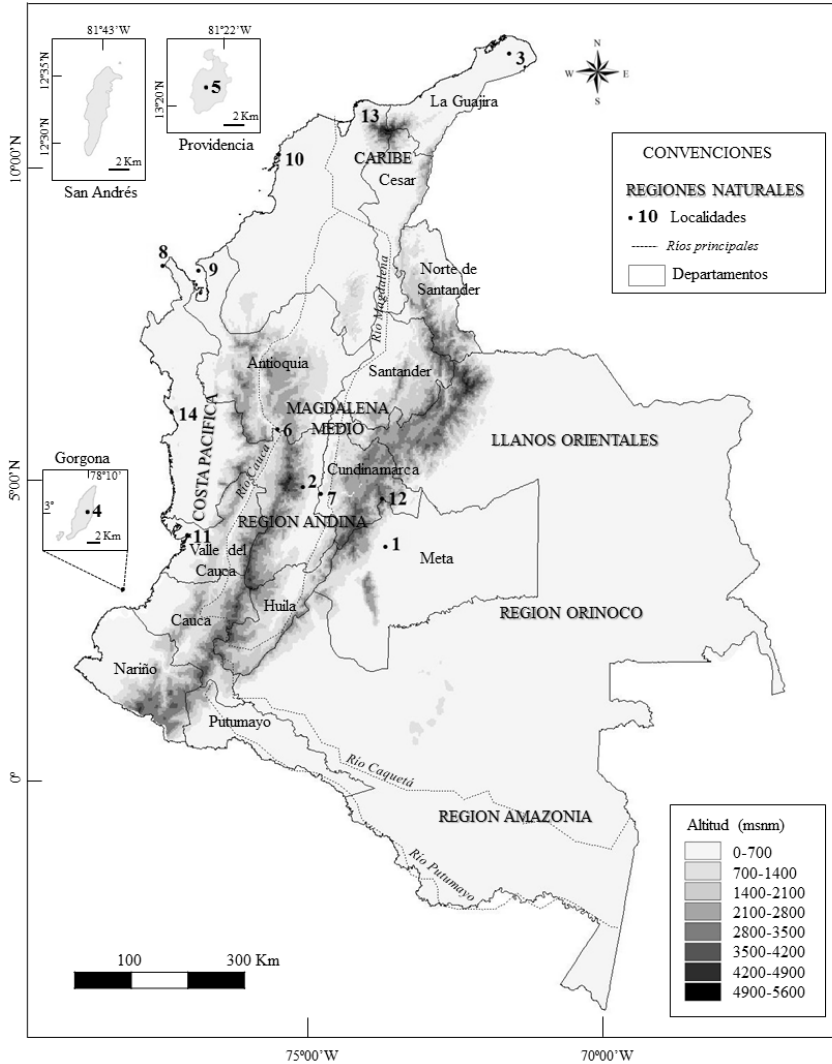 81°43’W
12°35’N
12°30’N
2 Km
San Andrés
81°22’W
13°20’N
5
2 Km
Providencia
3
N
W
E
S
La Guajira
13
CARIBE
Cesar
10
10°00’N
CONVENCIONES
REGIONES NATURALES
10 Localidades
Ríos principales
Departamentos
8
9
Río Magdalena
Norte de
Santander
Antioquia
Santander
MAGDALENA
MEDIO
6
14
COSTA PACIFICA
LLANOS ORIENTALES
Gorgona
78°10’
3°
4
2 Km
5°00’N
Río Cauca
Cundinamarca
2
7
12
REGION ANDINA
11
Valle del
Cauca
1
Meta
Huila
REGION ORINOCO
Cauca
Nariño
Putumayo
0°
Río Caquetá
REGION AMAZONIA
Río Putumayo
Altitud (msnm)
0-700
700-1400
1400-2100
2100-2800
2800-3500
3500-4200
4200-4900
4900-5600
100
300 Km
75°00’W
70°00’W